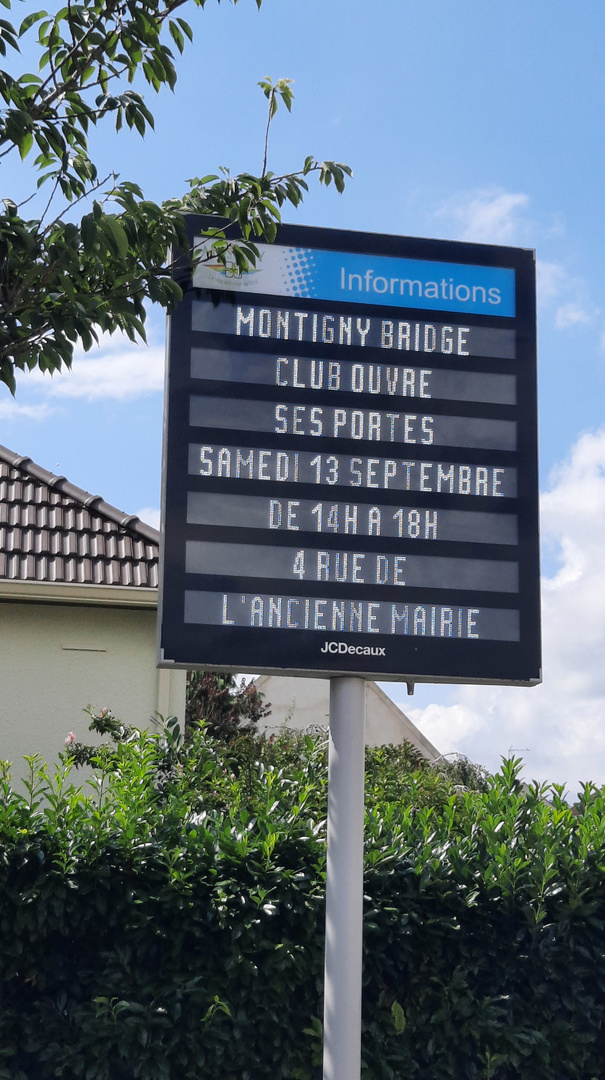 Informations
MONTIGNY BRIDGE
CLUB OUVRE
SES PORTES
SAMEDI 13 SEPTEMBRE
DE 14H A 18H
4 RUE DE
L'ANCIENNE MAIRIE
JCDecaux